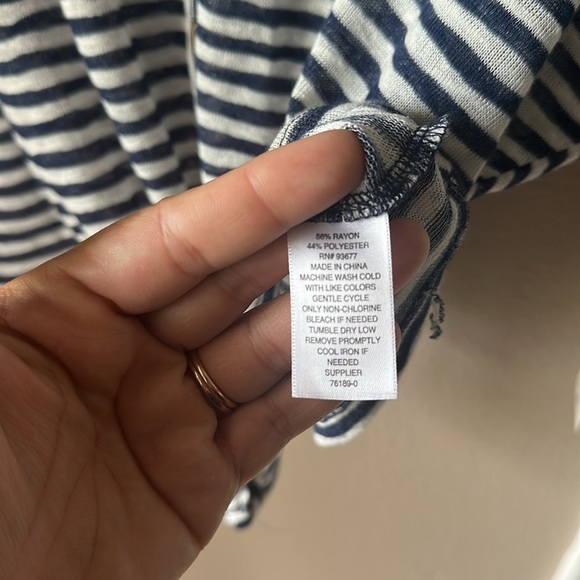 56% RAYON
44% POLYESTER
RN# 93677
MADE IN CHINA
MACHINE WASH COLD
WITH LIKE COLORS
GENTLE CYCLE
ONLY NON-CHLORINE
BLEACH IF NEEDED
TUMBLE DRY LOW
REMOVE PROMPTLY
COOL IRON IF
NEEDED
SUPPLIER
76189-0